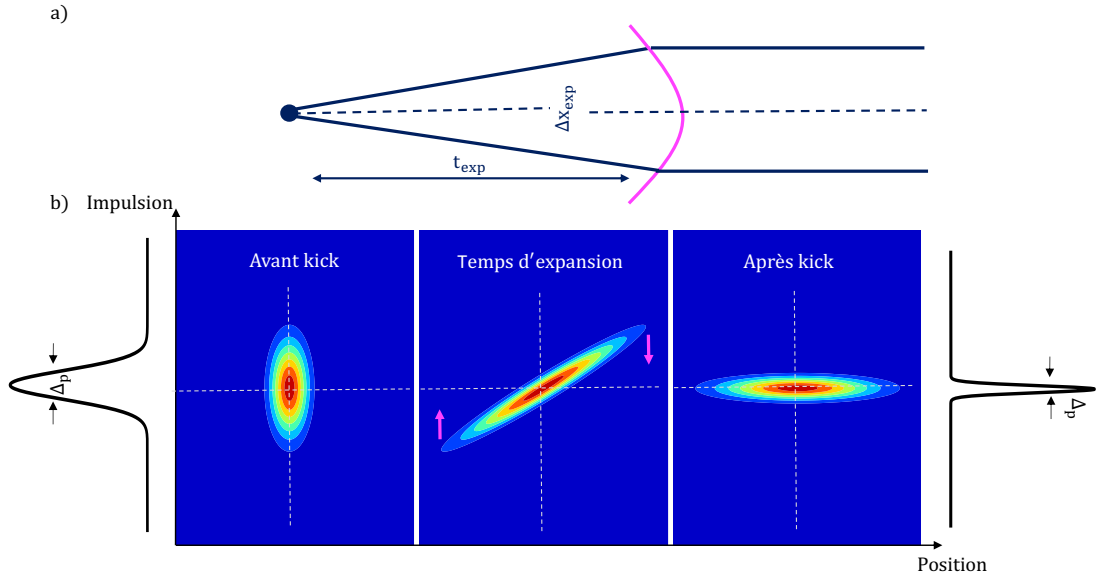 a)
Δx_exp
t_exp
b) Impulsion
Avant kick
Temps d'expansion
Après kick
Δ_p
Δ_p
Position